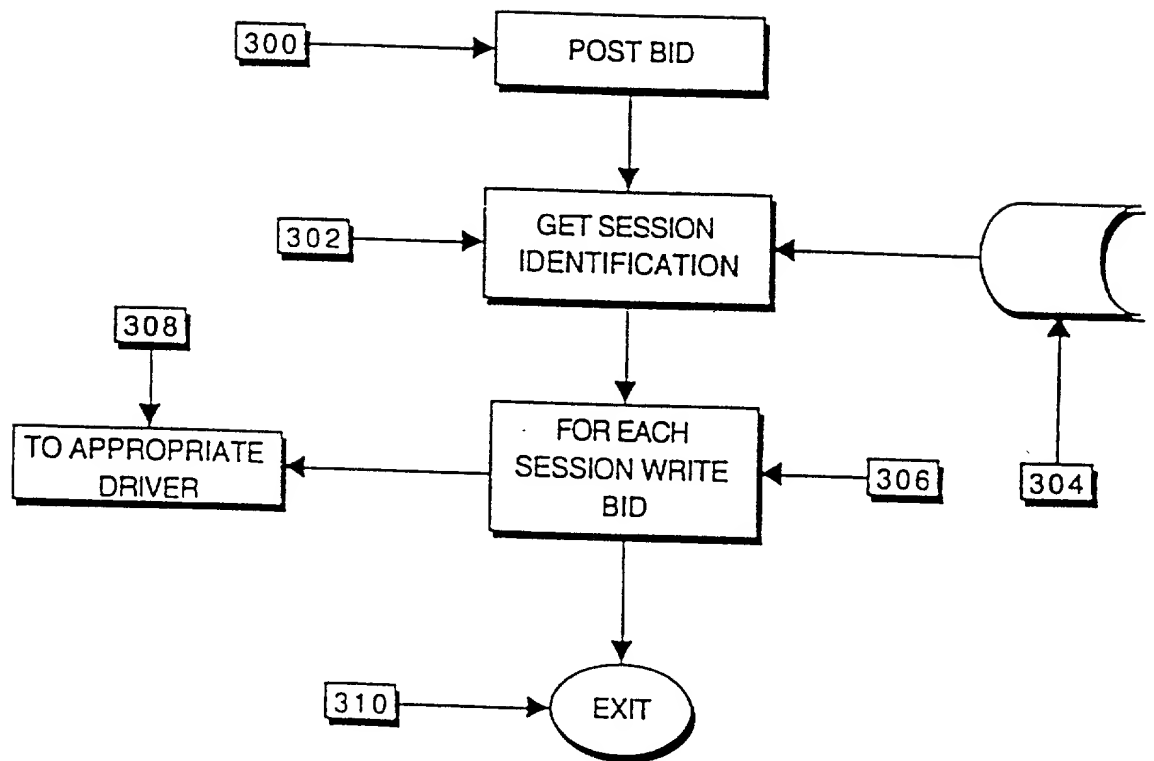 300
POST BID
302
GET SESSION
IDENTIFICATION
308
TO APPROPRIATE
DRIVER
FOR EACH
SESSION WRITE
BID
306
304
310
EXIT